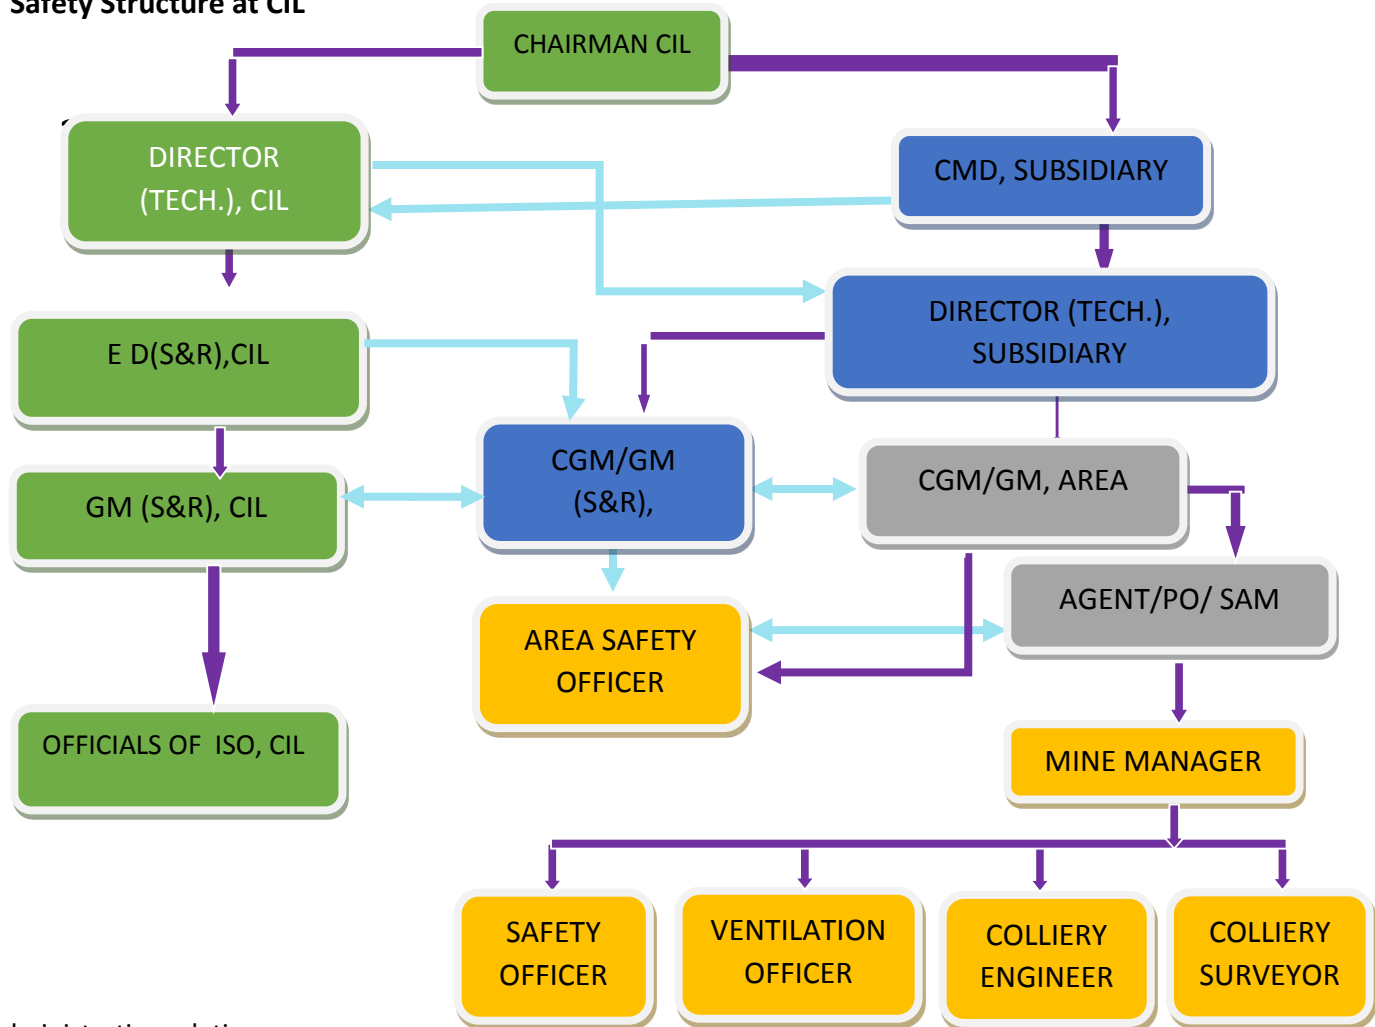 Safety Structure at CIL
CHAIRMAN CIL
DIRECTOR
(TECH.), CIL
CMD, SUBSIDIARY
DIRECTOR (TECH.),
SUBSIDIARY
E D(S&R),CIL
CGM/GM
(S&R),
CGM/GM, AREA
GM (S&R), CIL
AGENT/PO/ SAM
AREA SAFETY
OFFICER
OFFICIALS OF  ISO, CIL
MINE MANAGER
SAFETY
OFFICER
VENTILATION
OFFICER
COLLIERY
ENGINEER
COLLIERY
SURVEYOR